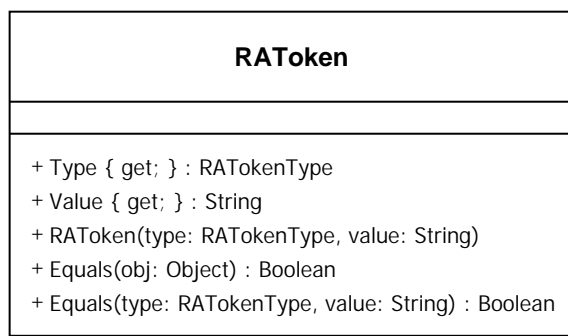 RAToken
+ Type { get; } : RATokenType
+ Value { get; } : String
+ RAToken(type: RATokenType, value: String)
+ Equals(obj: Object) : Boolean
+ Equals(type: RATokenType, value: String) : Boolean